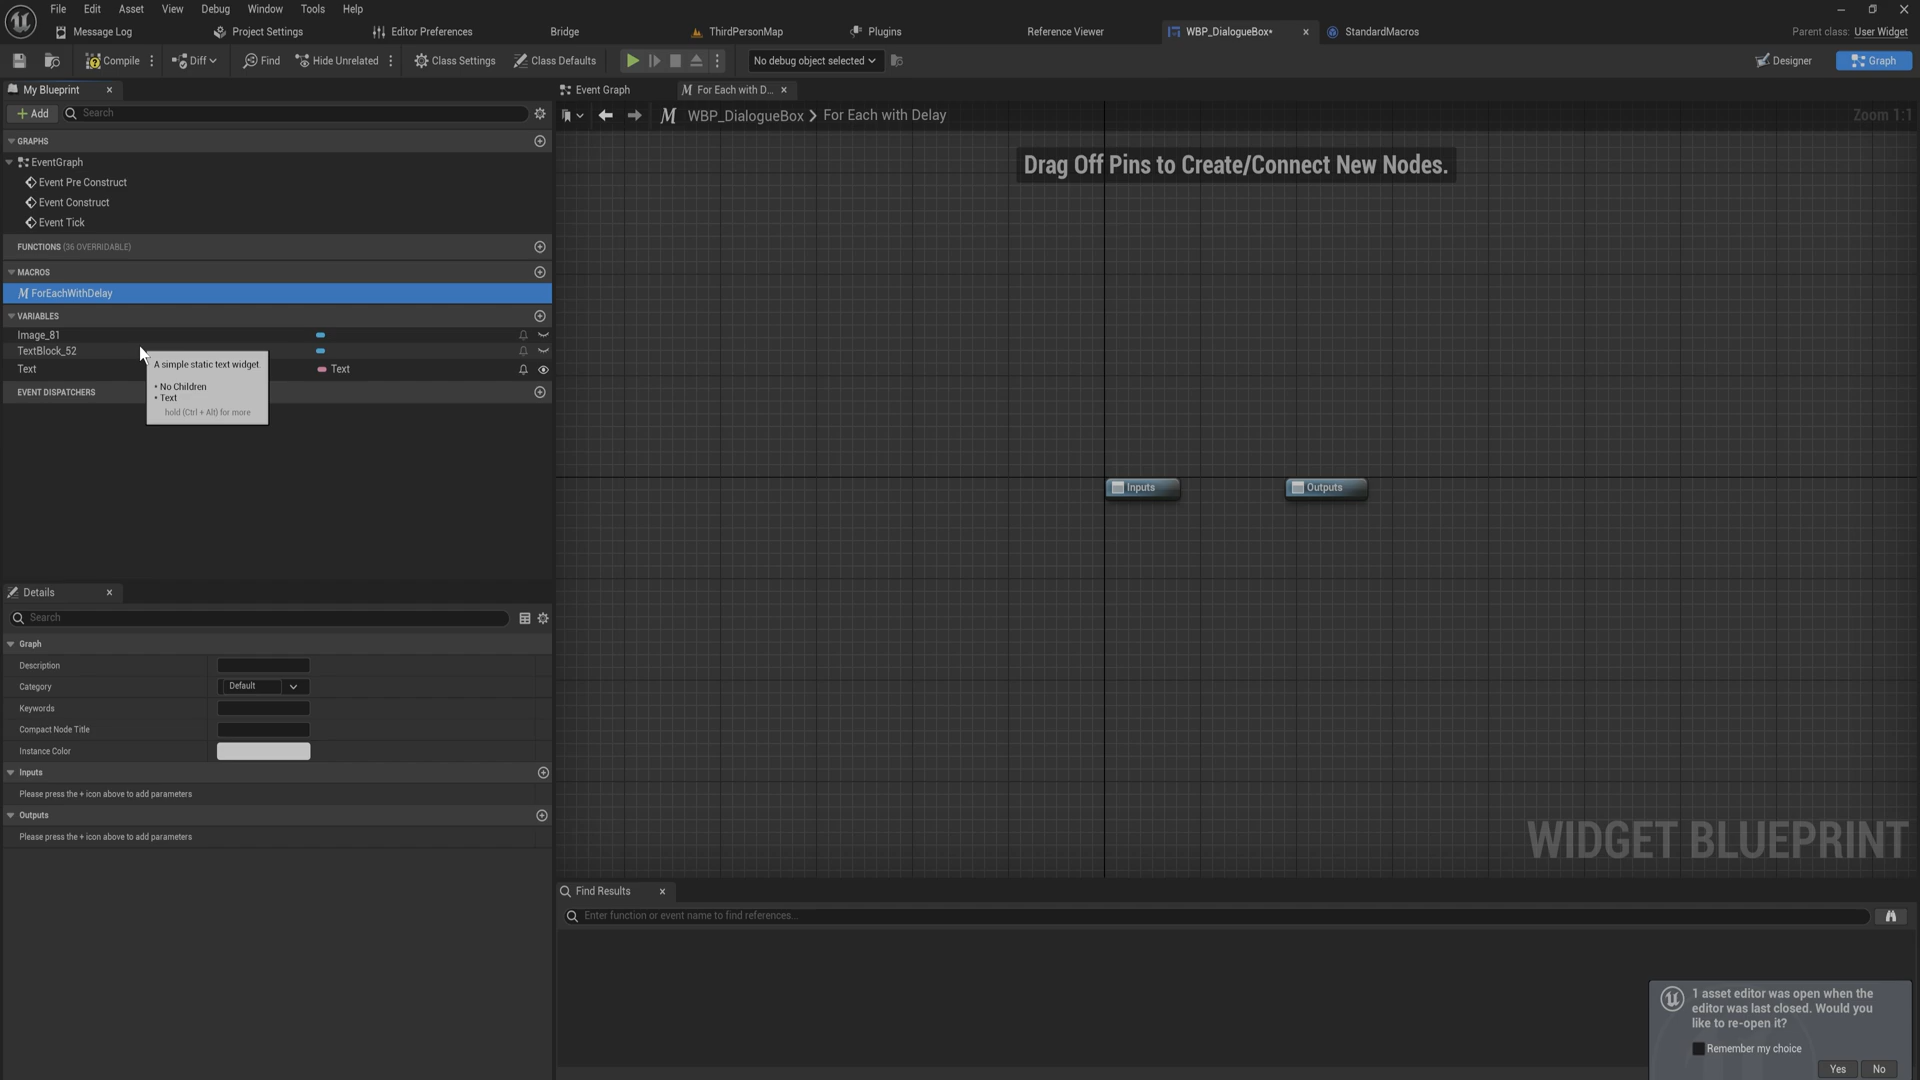 File Edit Asset View Debug Window Tools Help
Message Log Project Settings Editor Preferences Bridge ThirdPersonMap Plugins Reference Viewer WBP_DialogueBox• StandardMacros Parent class: User Widget
Compile Diff Find Hide Unrelated Class Settings Class Defaults No debug object selected Designer Graph
My Blueprint
Event Graph For Each with D...
Add Search
WBP_DialogueBox For Each with Delay Zoom 1:1
GRAPHS
EventGraph
Event Pre Construct
Event Construct
Event Tick
FUNCTIONS (36 OVERRIDABLE)
MACROS
ForEachWithDelay
VARIABLES
Image_81
TextBlock_52
Text Text
EVENT DISPATCHERS
A simple static text widget.
• No Children
• Text
hold (Ctrl + Alt) for more
Drag Off Pins to Create/Connect New Nodes.
Inputs Outputs
WIDGET BLUEPRINT
Details
Search
Graph
Description
Category Default
Keywords
Compact Node Title
Instance Color
Inputs
Please press the + icon above to add parameters
Outputs
Please press the + icon above to add parameters
Find Results
Enter function or event name to find references...
1 asset editor was open when the
editor was last closed. Would you
like to re-open it?
Remember my choice
Yes No